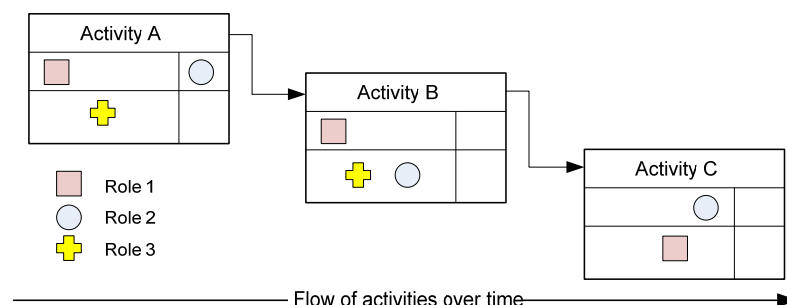 Activity A
Activity B
Activity C
Role 1
Role 2
Role 3
Flow of activities over time